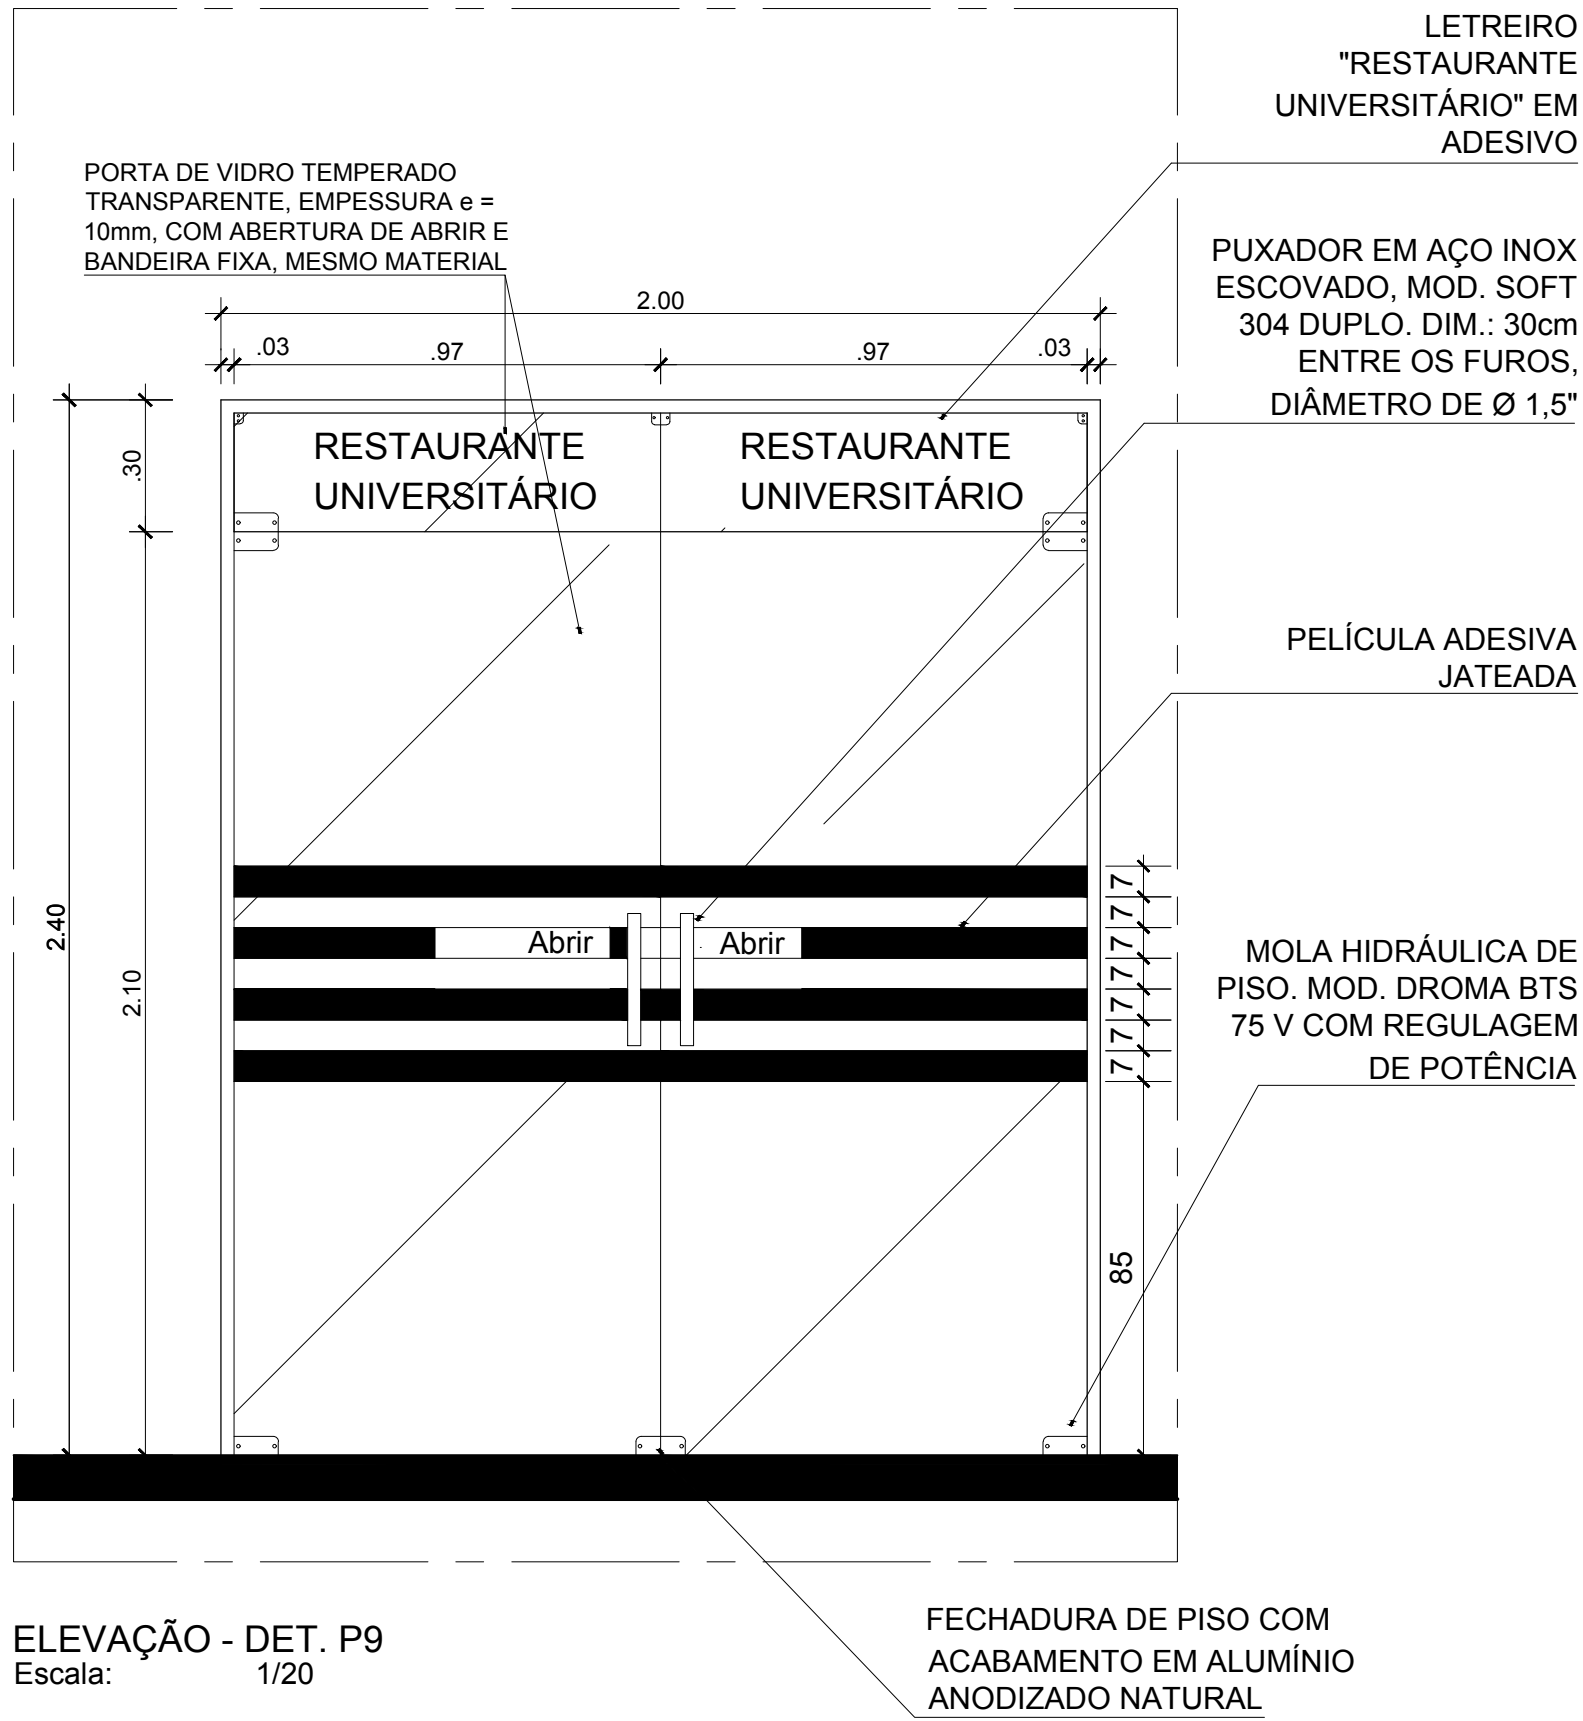 LETREIRO
"RESTAURANTE
UNIVERSITÁRIO" EM
ADESIVO
PORTA DE VIDRO TEMPERADO
TRANSPARENTE, EMPESSURA e =
10mm, COM ABERTURA DE ABRIR E
BANDEIRA FIXA, MESMO MATERIAL
PUXADOR EM AÇO INOX
ESCOVADO, MOD. SOFT
304 DUPLO. DIM.: 30cm
ENTRE OS FUROS,
DIÂMETRO DE Ø 1,5"
2.00
.03 .97 .97 .03
.30
RESTAURANTE
UNIVERSITÁRIO
RESTAURANTE
UNIVERSITÁRIO
PELÍCULA ADESIVA
JATEADA
2.40
2.10
Abrir Abrir
7
7
7
7
7
7
7
85
MOLA HIDRÁULICA DE
PISO. MOD. DROMA BTS
75 V COM REGULAGEM
DE POTÊNCIA
ELEVAÇÃO - DET. P9
Escala: 1/20
FECHADURA DE PISO COM
ACABAMENTO EM ALUMÍNIO
ANODIZADO NATURAL